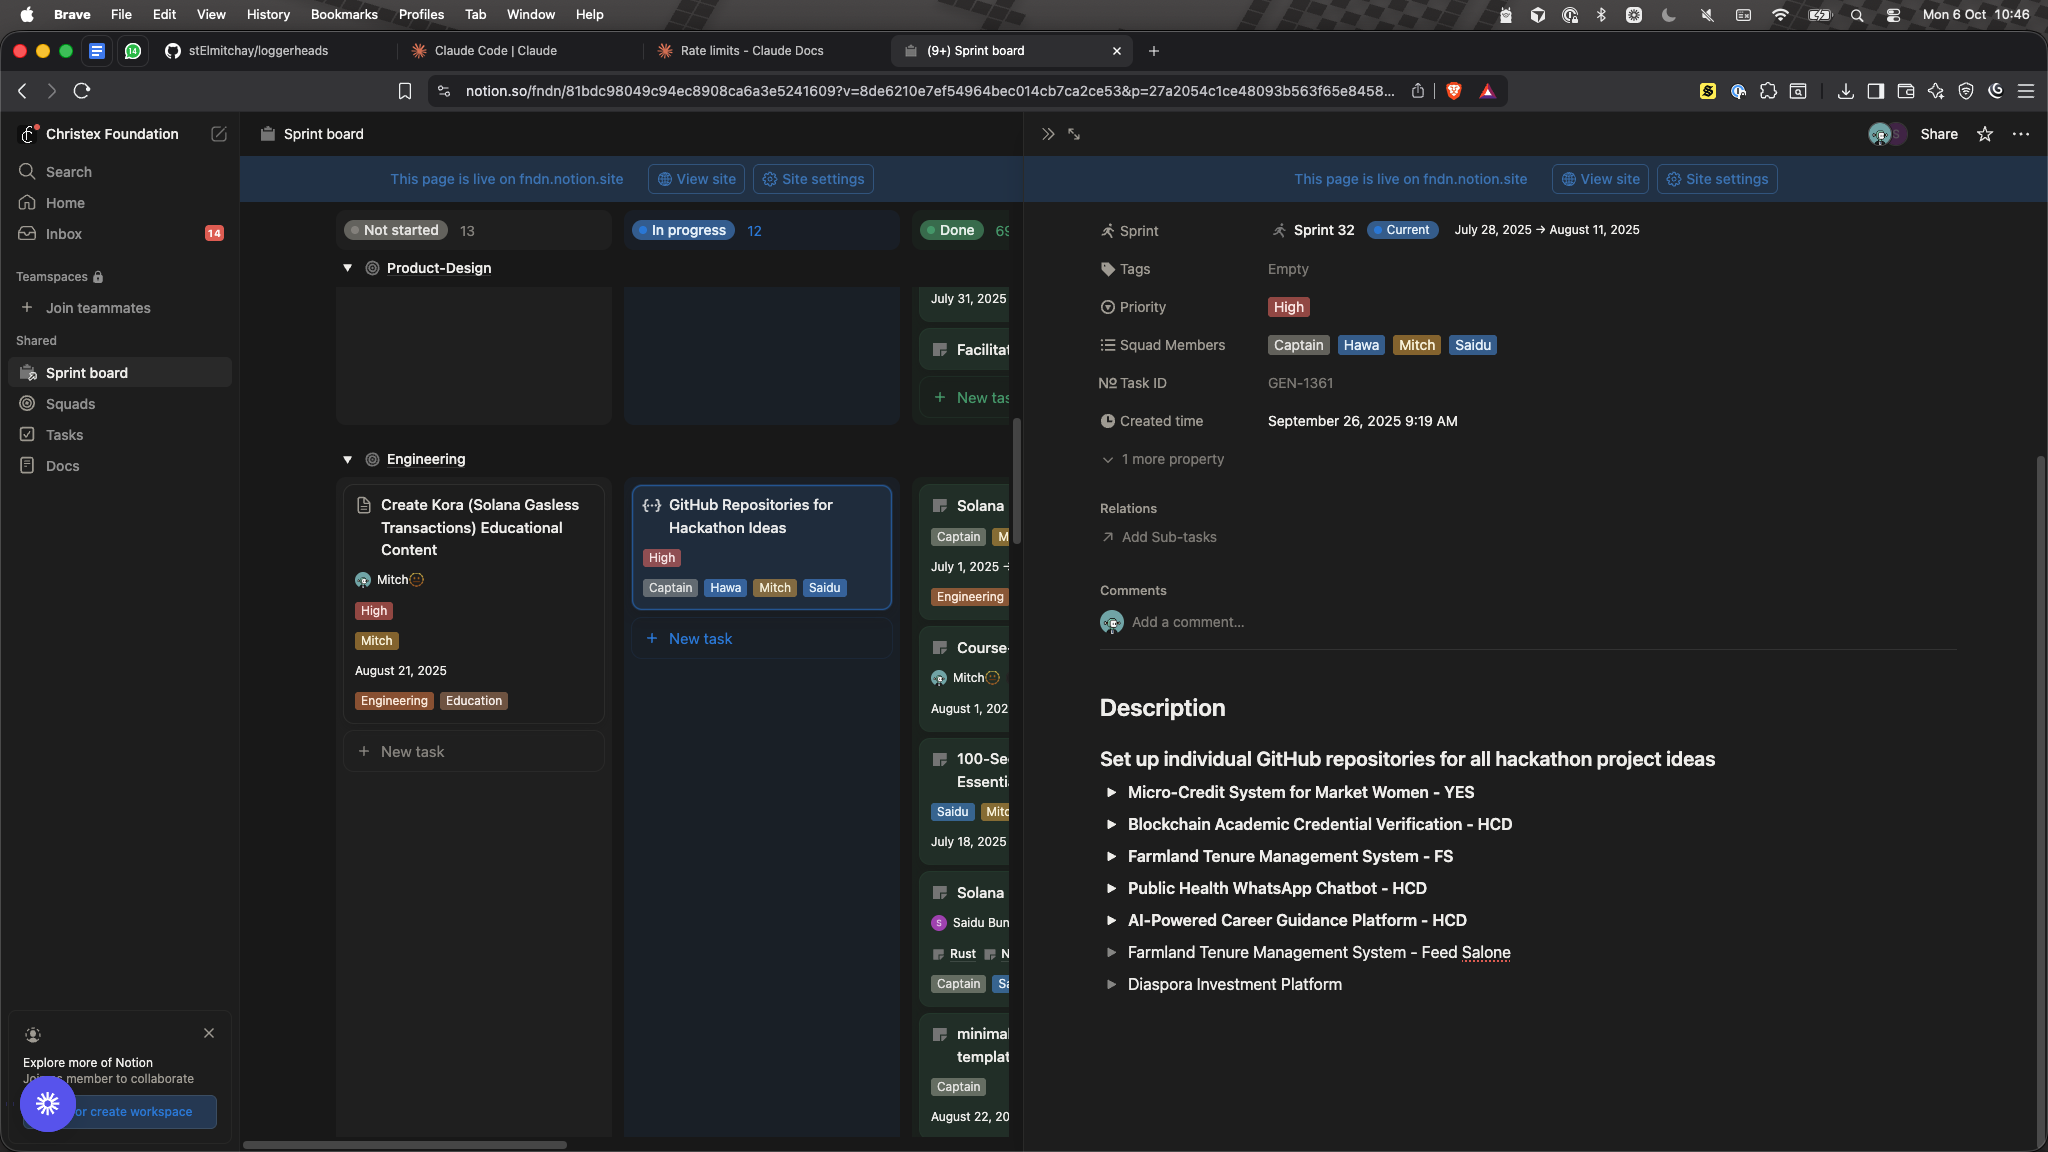 Brave File Edit View History Bookmarks Profiles Tab Window Help
Mon 6 Oct 10:46
14
stElmitchay/loggerheads
Claude Code | Claude
Rate limits - Claude Docs
(9+) Sprint board
notion.so/fndn/81bdc98049c94ec8908ca6a3e5241609?v=8de6210e7ef54964bec014cb7ca2ce53&p=27a2054c1ce48093b563f65e8458...
Christex Foundation
Search
Home
Inbox 14
Teamspaces
Join teammates
Shared
Sprint board
Squads
Tasks
Docs
Explore more of Notion
member to collaborate
or create workspace
Sprint board
This page is live on fndn.notion.site View site Site settings
Not started 13
In progress 12
Done 69
Product-Design
July 31, 2025
Facilitat
New tas
Engineering
Create Kora (Solana Gasless
Transactions) Educational
Content
Mitch
High
Mitch
August 21, 2025
Engineering Education
New task
GitHub Repositories for
Hackathon Ideas
High
Captain Hawa Mitch Saidu
New task
Solana
Captain M
July 1, 2025 →
Engineering
Course-
Mitch
August 1, 202
100-Se
Essentia
Saidu Mitc
July 18, 2025
Solana
S Saidu Bun
Rust N
Captain Sa
minimal
templat
Captain
August 22, 20
S Share
This page is live on fndn.notion.site View site Site settings
Sprint Sprint 32 Current July 28, 2025 → August 11, 2025
Tags Empty
Priority High
Squad Members Captain Hawa Mitch Saidu
Nº Task ID GEN-1361
Created time September 26, 2025 9:19 AM
1 more property
Relations
Add Sub-tasks
Comments
Add a comment...
Description
Set up individual GitHub repositories for all hackathon project ideas
Micro-Credit System for Market Women - YES
Blockchain Academic Credential Verification - HCD
Farmland Tenure Management System - FS
Public Health WhatsApp Chatbot - HCD
AI-Powered Career Guidance Platform - HCD
Farmland Tenure Management System - Feed Salone
Diaspora Investment Platform